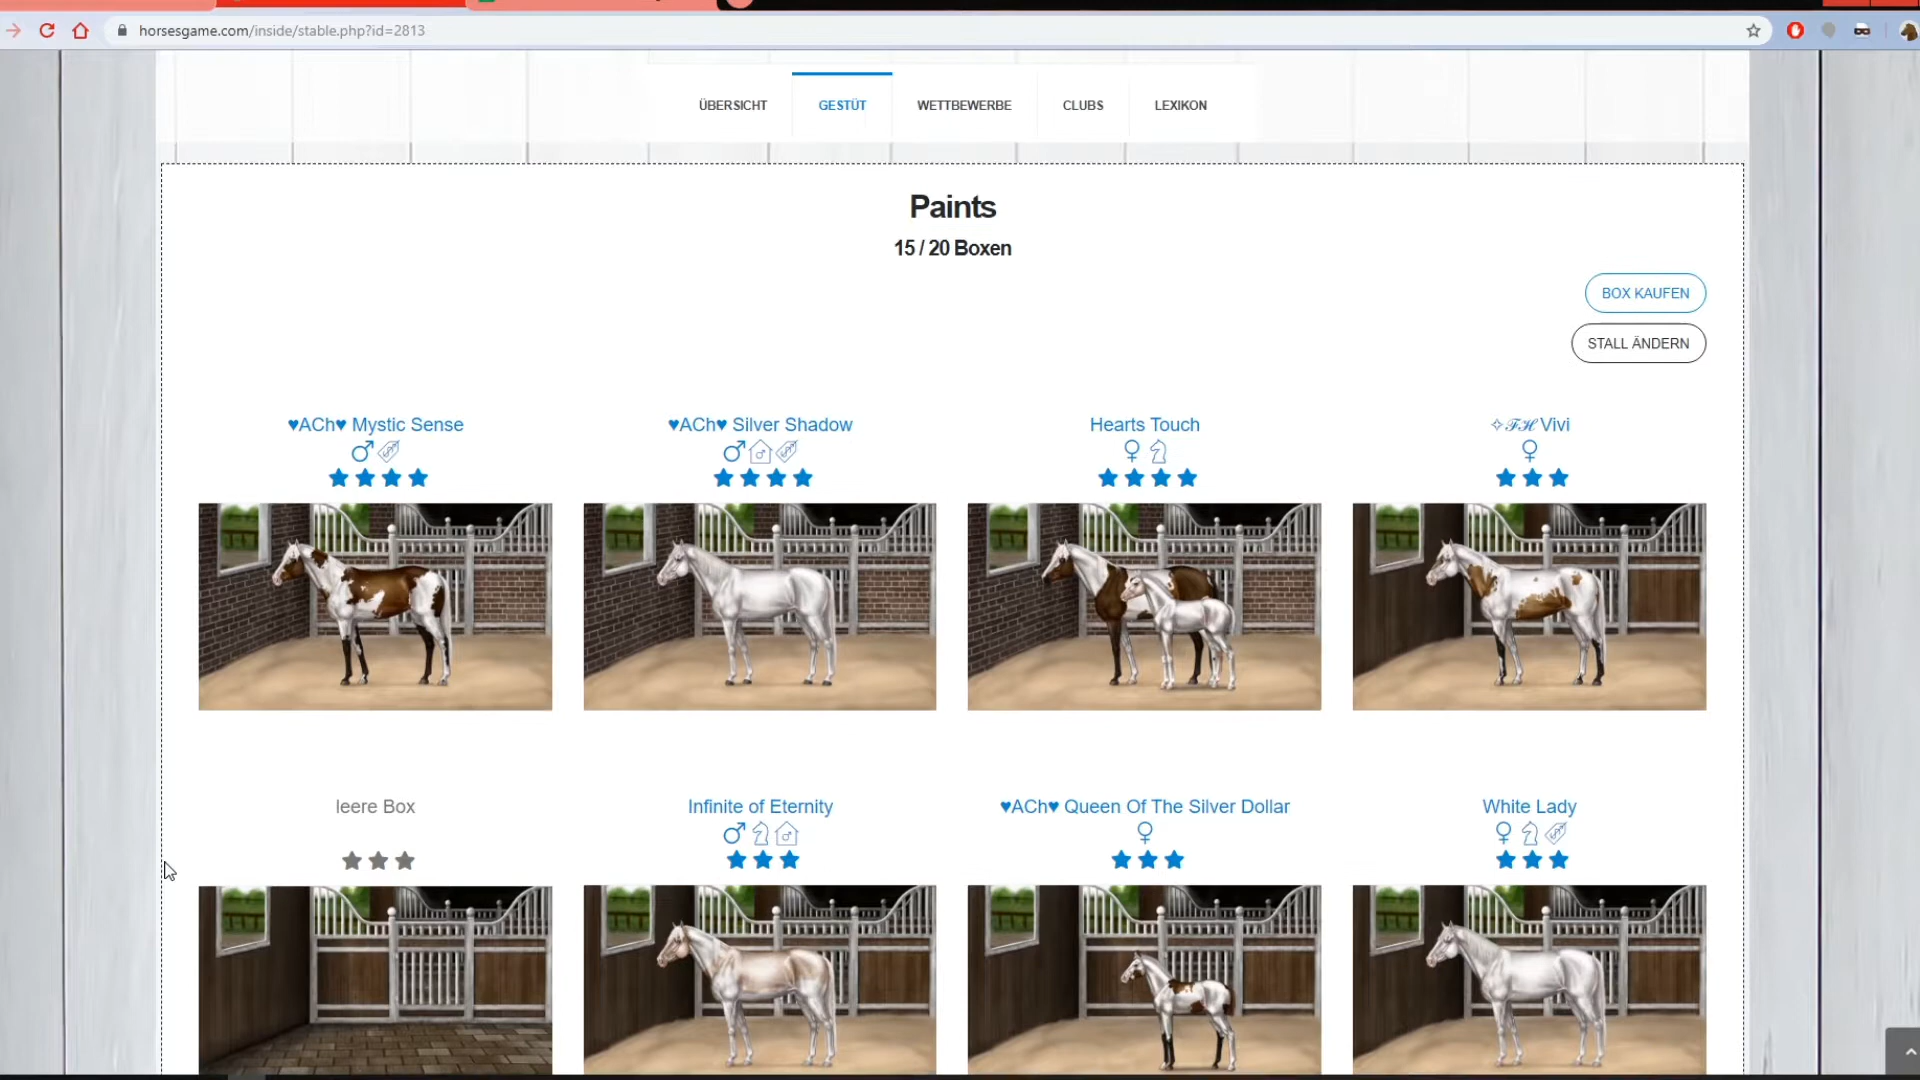 horsesgame.com/inside/stable.php?id=2813
ÜBERSICHT
GESTÜT
WETTBEWERBE
CLUBS
LEXIKON
Paints
15 / 20 Boxen
BOX KAUFEN
STALL ÄNDERN
♥ACh♥ Mystic Sense
♥ACh♥ Silver Shadow
Hearts Touch
✧ℱℋ Vivi
leere Box
Infinite of Eternity
♥ACh♥ Queen Of The Silver Dollar
White Lady